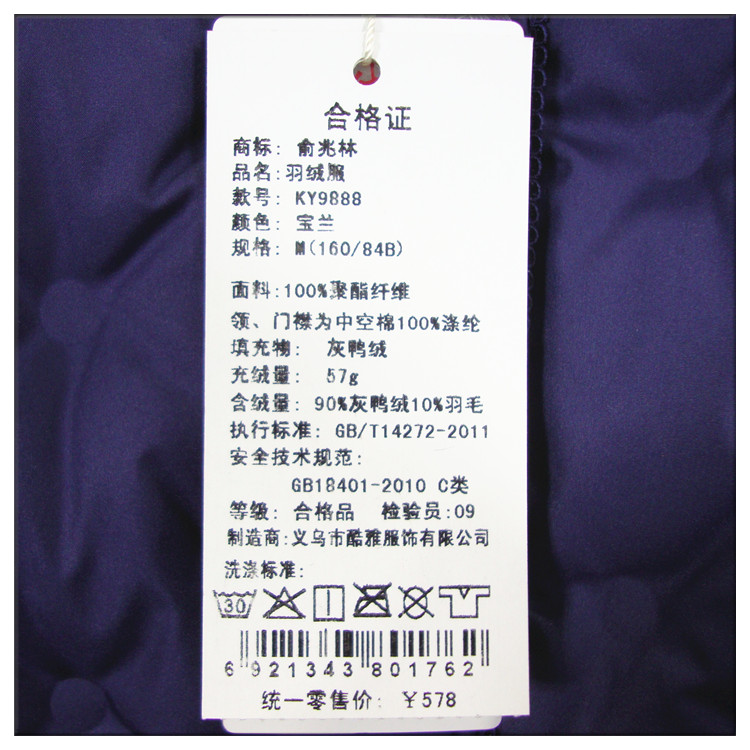 合格证
商标: 俞兆林
品名:羽绒服
款号: KY9888
颜色: 宝兰
规格: M(160/84B)
面料:100%聚酯纤维
领、门襟为中空棉100%涤纶
填充物: 灰鸭绒
充绒量: 57g
含绒量: 90%灰鸭绒10%羽毛
执行标准: GB/T14272-2011
安全技术规范:
GB18401-2010 C类
等级: 合格品 检验员:09
制造商:义乌市酷雅服饰有限公司
洗涤标准:
30
6 921343 801762
统一零售价: ￥578